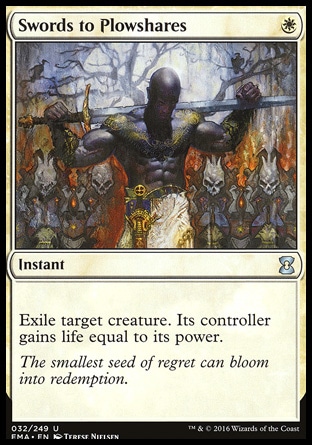 Swords to Plowshares
Instant
Exile target creature. Its controller
gains life equal to its power.
The smallest seed of regret can bloom
into redemption.
032/249 U
EMA • EN Terese Nielsen
™ & © 2016 Wizards of the Coast